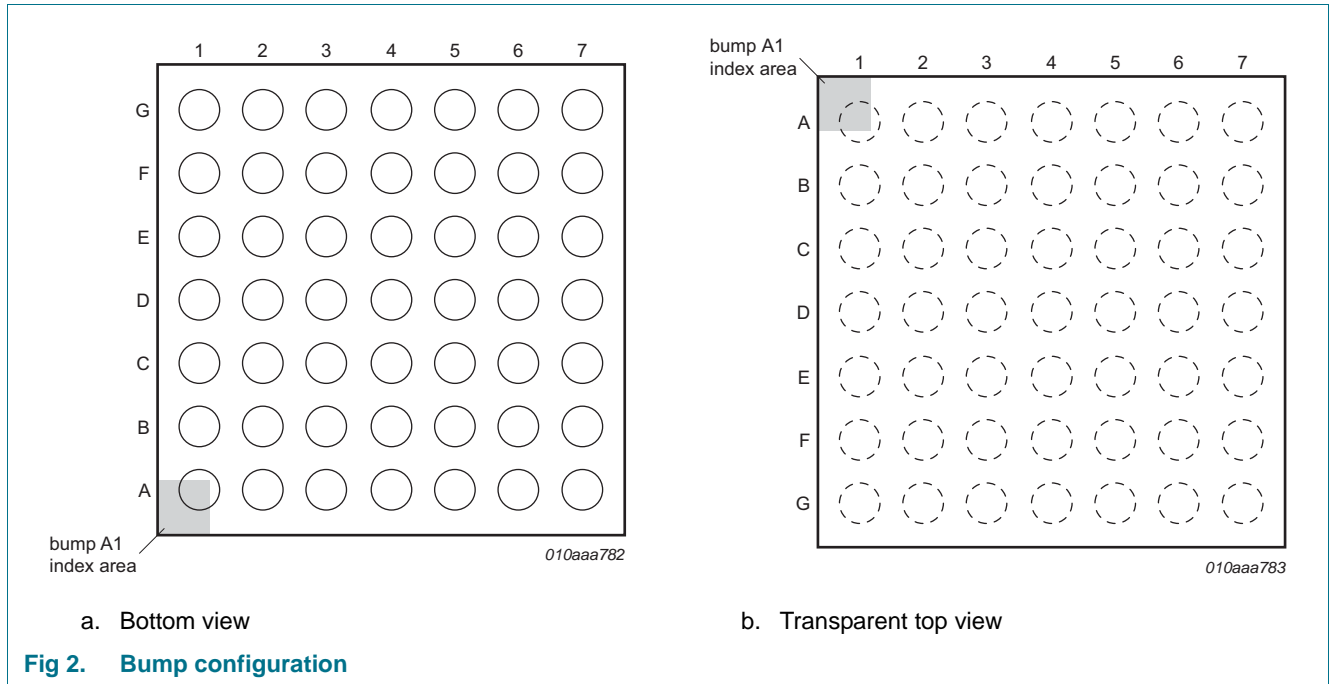 1 2 3 4 5 6 7
G
F
E
D
C
B
A
bump A1
index area
010aaa782
a. Bottom view
bump A1
index area
1 2 3 4 5 6 7
A
B
C
D
E
F
G
010aaa783
b. Transparent top view
Fig 2. Bump configuration